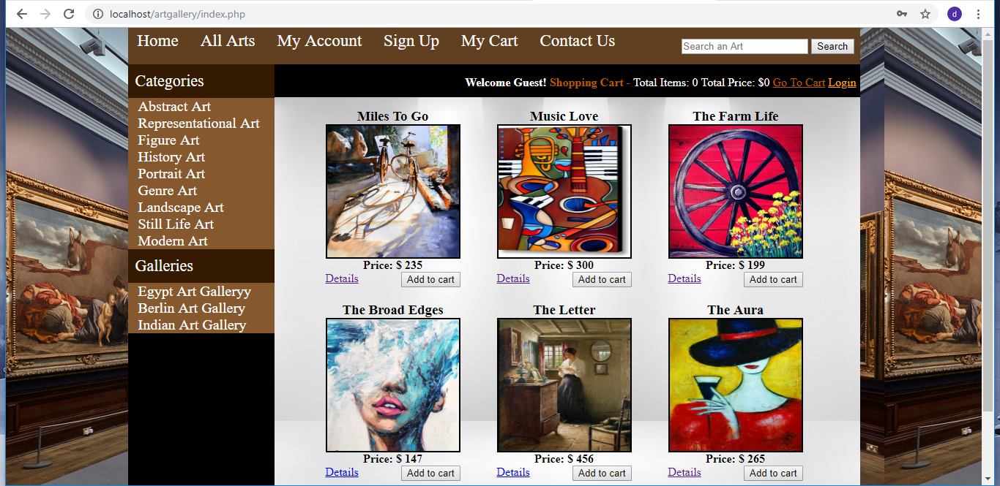 localhost/artgallery/index.php
d
Home All Arts My Account Sign Up My Cart Contact Us
Search an Art Search
Categories
Welcome Guest! Shopping Cart - Total Items: 0 Total Price: $0 Go To Cart Login
Abstract Art
Representational Art
Figure Art
History Art
Portrait Art
Genre Art
Landscape Art
Still Life Art
Modern Art
Galleries
Egypt Art Galleryy
Berlin Art Gallery
Indian Art Gallery
Miles To Go Music Love The Farm Life
Price: $ 235 Price: $ 300 Price: $ 199
Details Add to cart Details Add to cart Details Add to cart
The Broad Edges The Letter The Aura
Price: $ 147 Price: $ 456 Price: $ 265
Details Add to cart Details Add to cart Details Add to cart